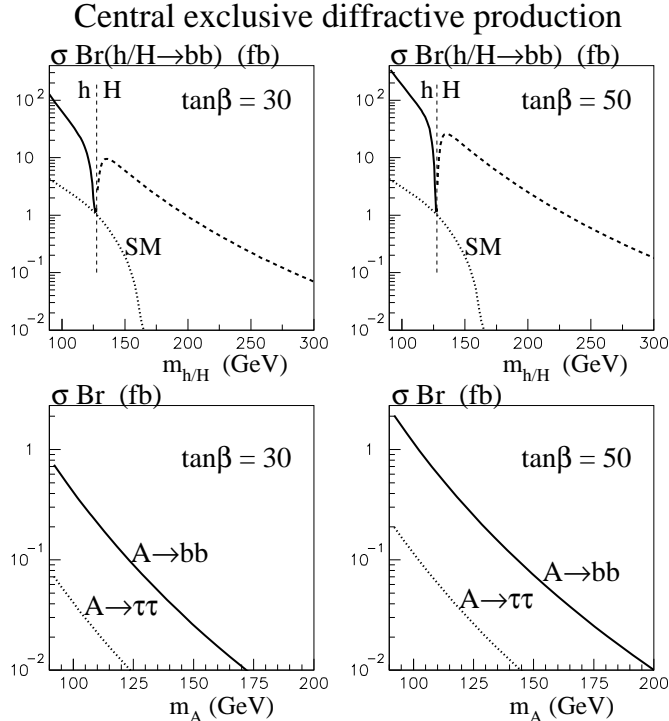 Central exclusive diffractive production
σ Br(h/H→bb) (fb)
h H
tanβ = 30
SM
10²
10
1
10⁻¹
10⁻²
100 150 200 250 300
m_h/H (GeV)
σ Br(h/H→bb) (fb)
h H
tanβ = 50
SM
10²
10
1
10⁻¹
10⁻²
100 150 200 250 300
m_h/H (GeV)
σ Br (fb)
tanβ = 30
A→bb
A→ττ
1
10⁻¹
10⁻²
100 125 150 175 200
m_A (GeV)
σ Br (fb)
tanβ = 50
A→bb
A→ττ
1
10⁻¹
10⁻²
100 125 150 175 200
m_A (GeV)